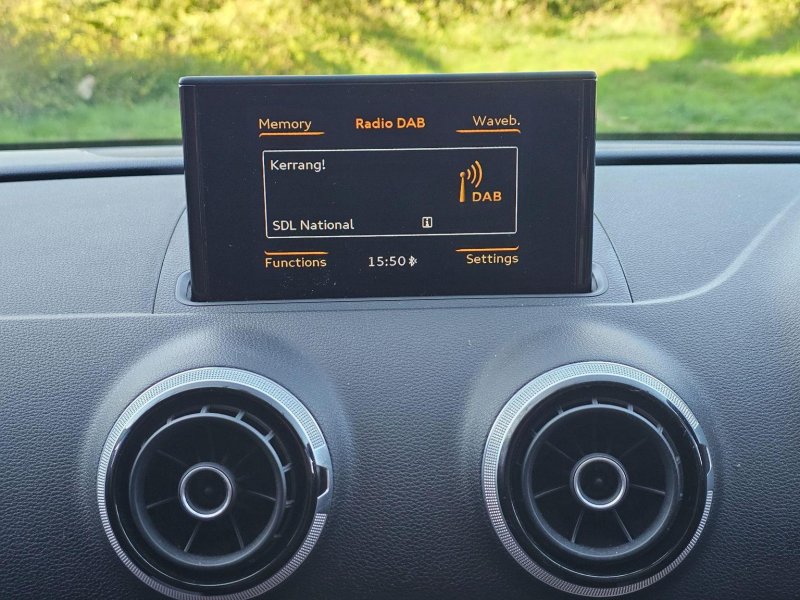 Memory Radio DAB Waveb.
Kerrang!
DAB
SDL National i
Functions 15:50 Settings